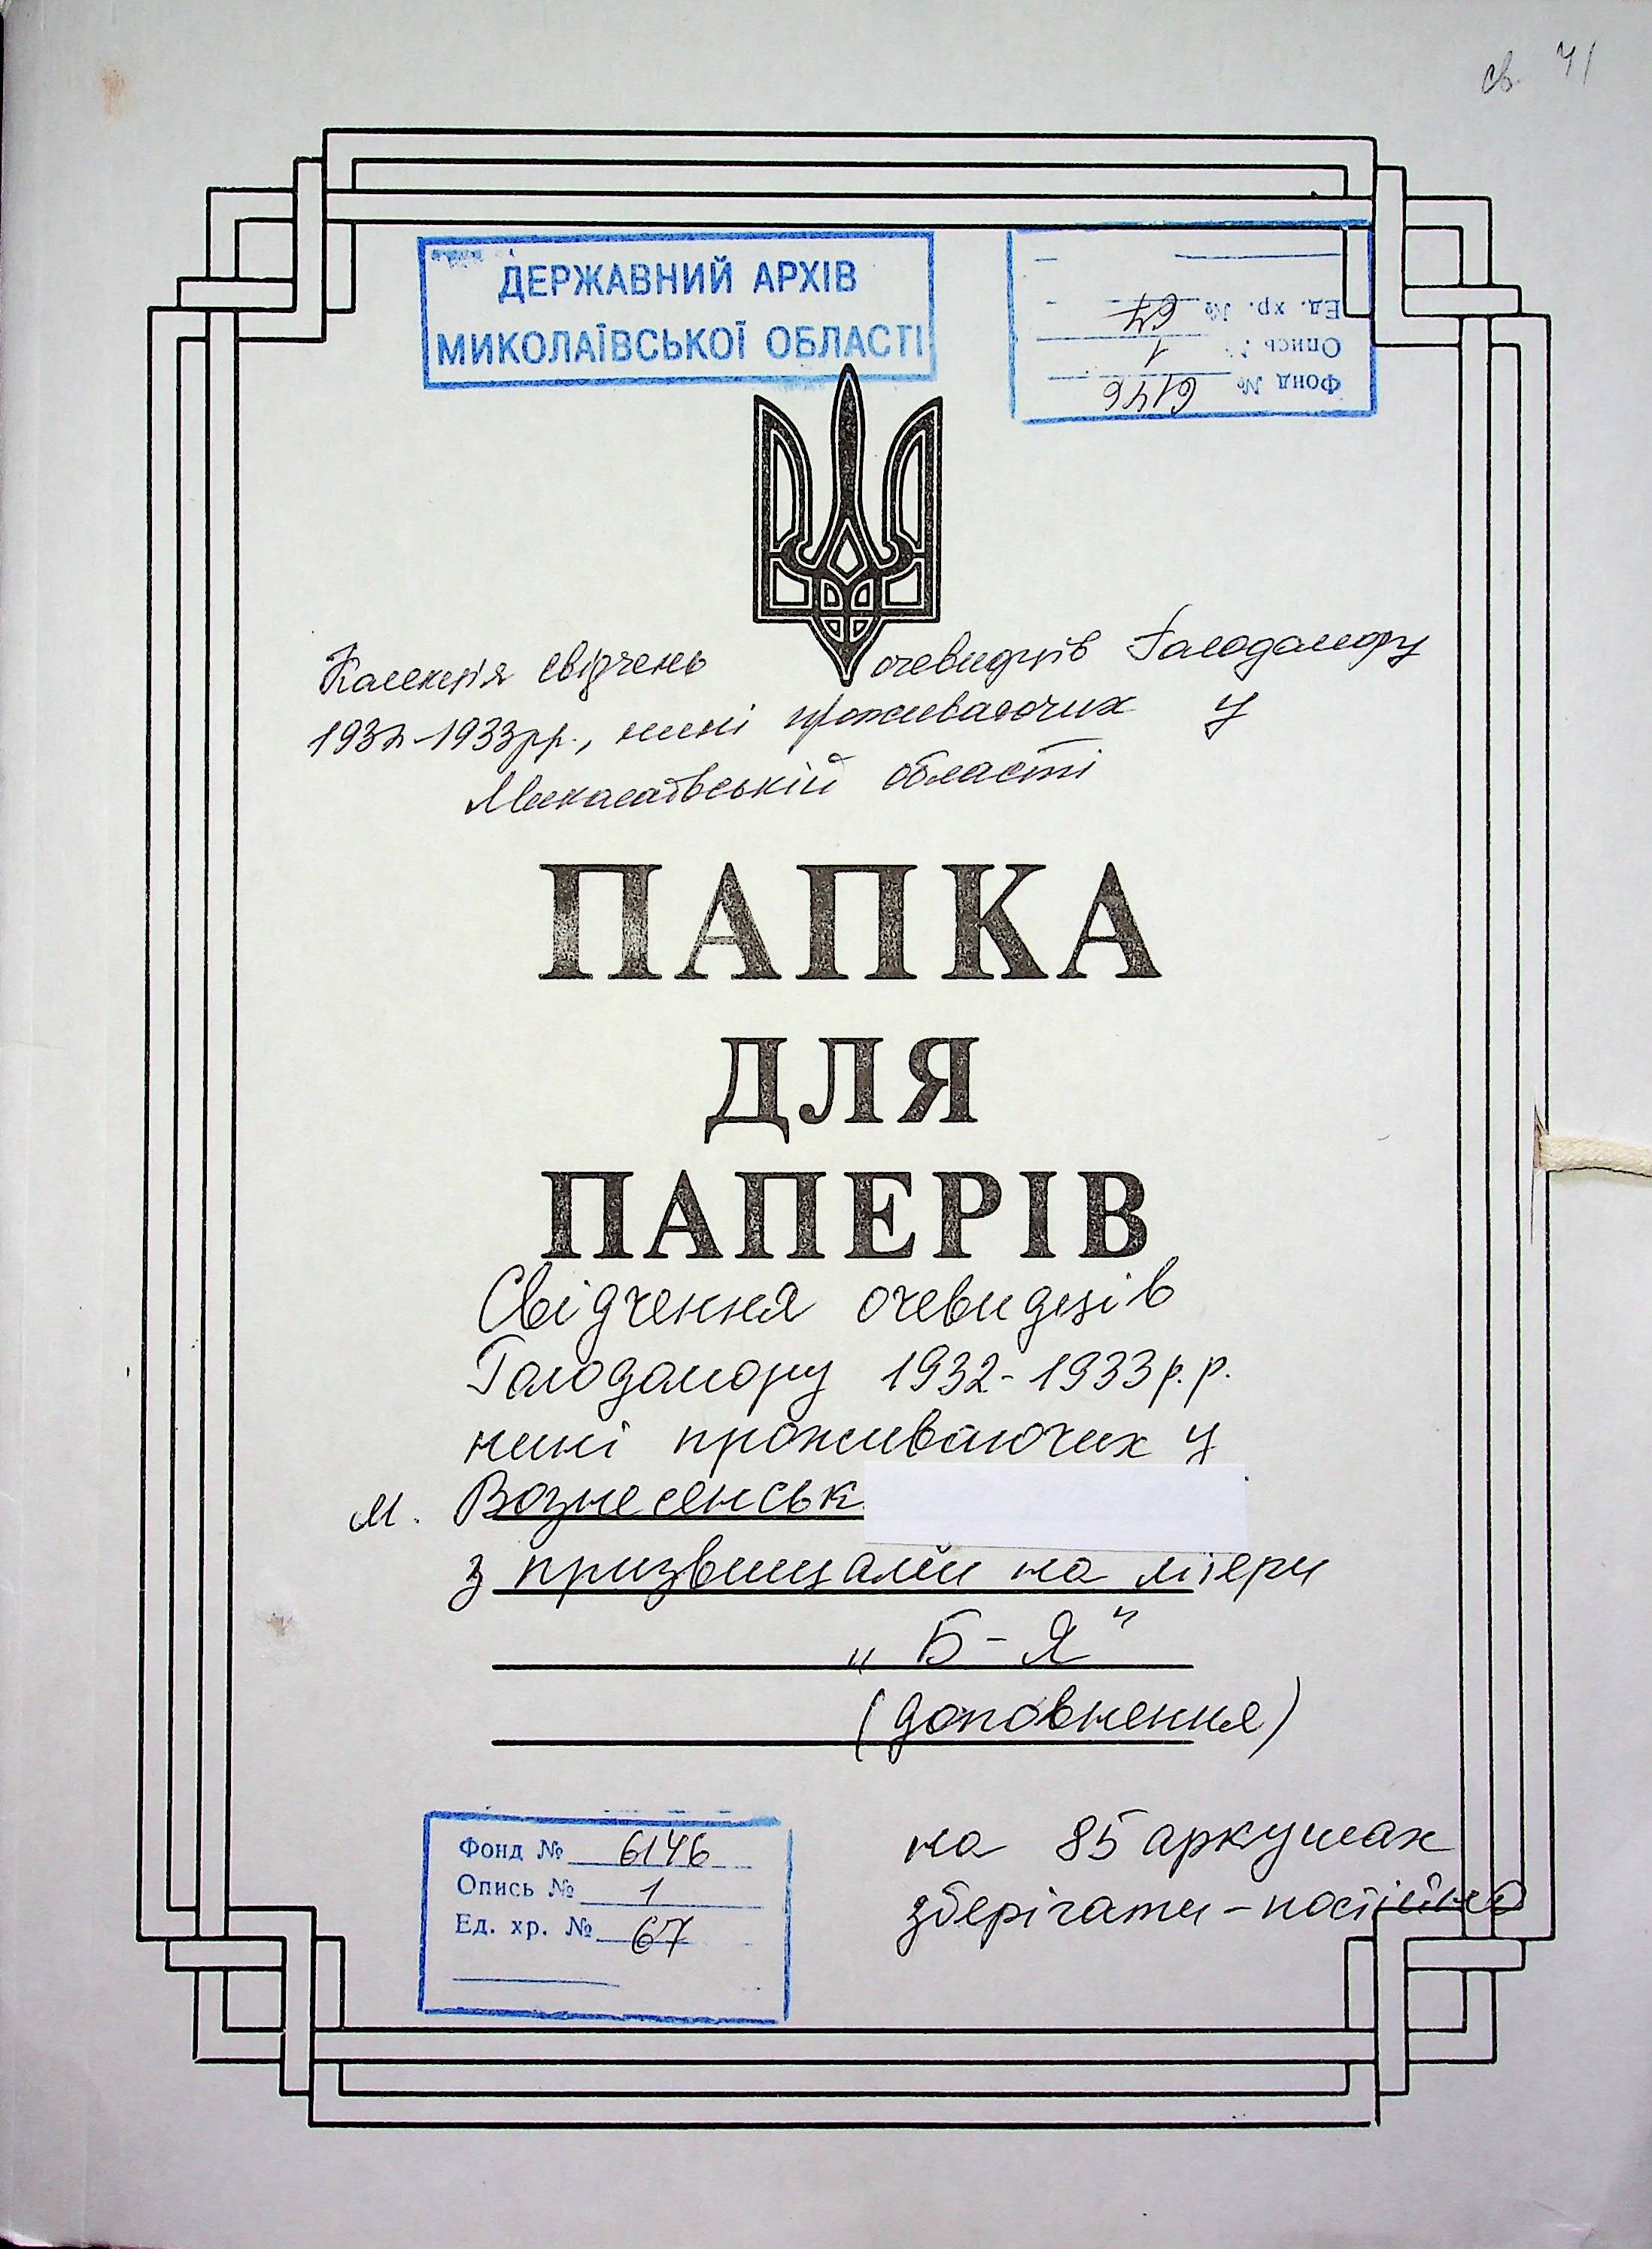 св. 41
ДЕРЖАВНИЙ АРХІВ
МИКОЛАЇВСЬКОЇ ОБЛАСТІ
Фонд № 6146
Опись № 1
Ед. хр. № 67
Колекція свідчень очевидців Голодомору
1932-1933рр., нині проживаючих у
Миколаївській області
ПАПКА
ДЛЯ
ПАПЕРІВ
Свідчення очевидців
Голодомору 1932-1933р.р.
нині проживаючих у
м. Вознесенськ
з призвищами на літери
„Б-Я"
(доповнення)
Фонд № 6146
Опись № 1
Ед. хр. № 67
на 85 аркушах
зберігати-постійно